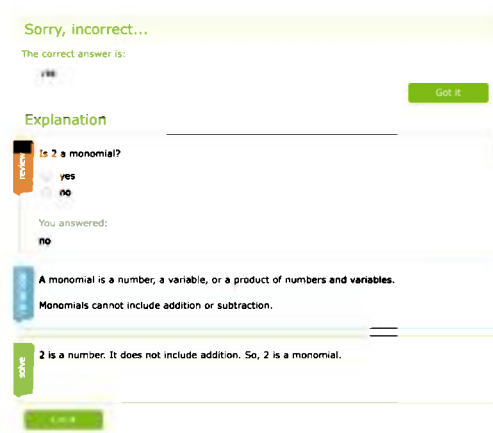 Sorry, incorrect...
The correct answer is:
Got it
Explanation
review
Is 2 a monomial?
yes
no
You answered:
no
A monomial is a number, a variable, or a product of numbers and variables.
Monomials cannot include addition or subtraction.
solve
2 is a number. It does not include addition. So, 2 is a monomial.